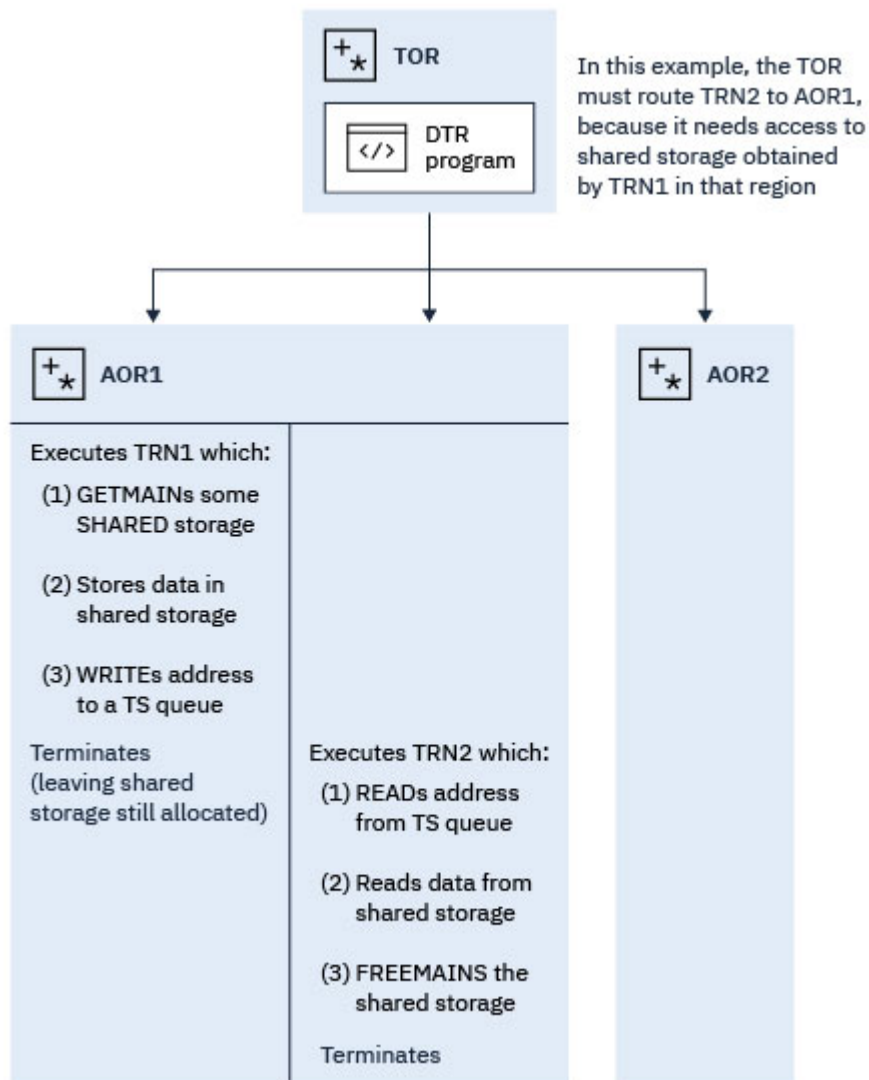 TOR
</>
DTR
program
In this example, the TOR
must route TRN2 to AOR1,
because it needs access to
shared storage obtained
by TRN1 in that region
AOR1
Executes TRN1 which:
(1) GETMAINs some
SHARED storage
(2) Stores data in
shared storage
(3) WRITEs address
to a TS queue
Terminates
(leaving shared
storage still allocated)
Executes TRN2 which:
(1) READs address
from TS queue
(2) Reads data from
shared storage
(3) FREEMAINS the
shared storage
Terminates
AOR2